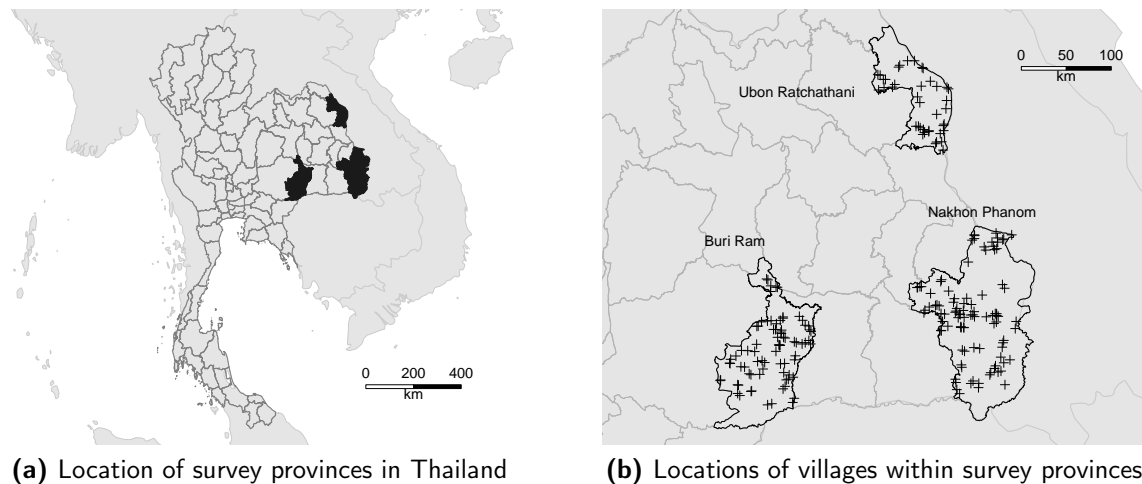 0 200 400
km
(a) Location of survey provinces in Thailand
0 50 100
km
Ubon Ratchathani
Nakhon Phanom
Buri Ram
(b) Locations of villages within survey provinces